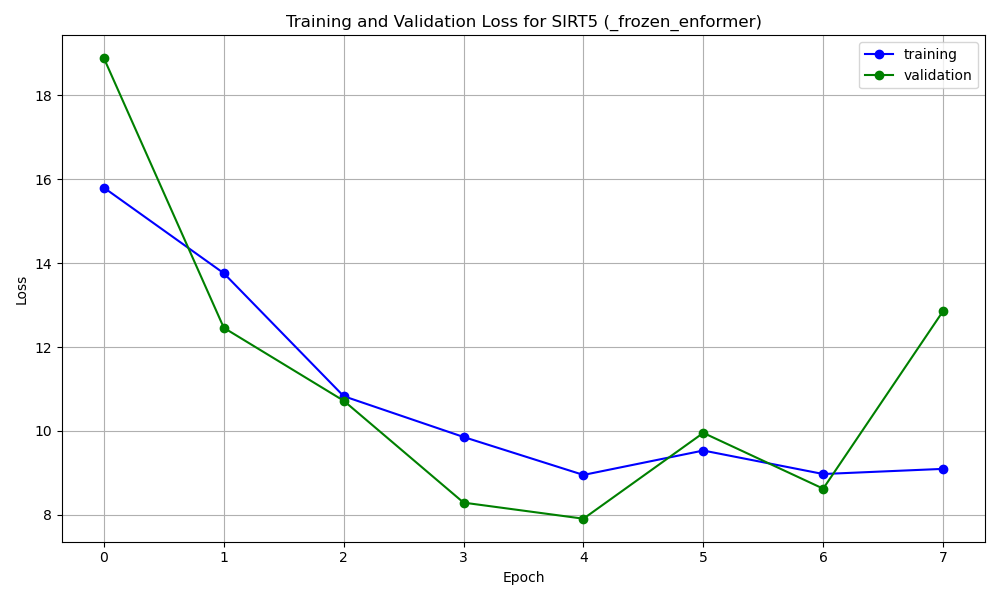 Training and Validation Loss for SIRT5 (_frozen_enformer)
training
validation
18
16
14
12
10
8
Loss
0 1 2 3 4 5 6 7
Epoch